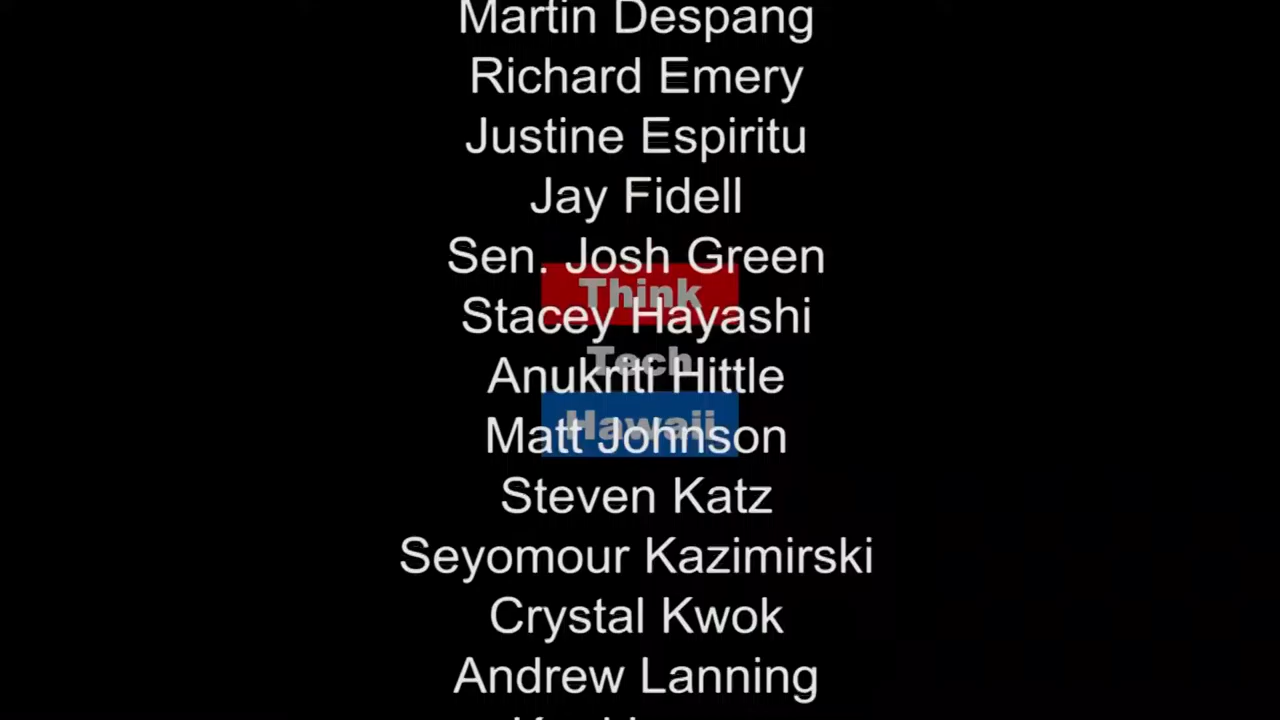 Martin Despang
Richard Emery
Justine Espiritu
Jay Fidell
Sen. Josh Green
Think
Stacey Hayashi
Tech
Anukriti Hittle
Hawaii
Matt Johnson
Steven Katz
Seyomour Kazimirski
Crystal Kwok
Andrew Lanning